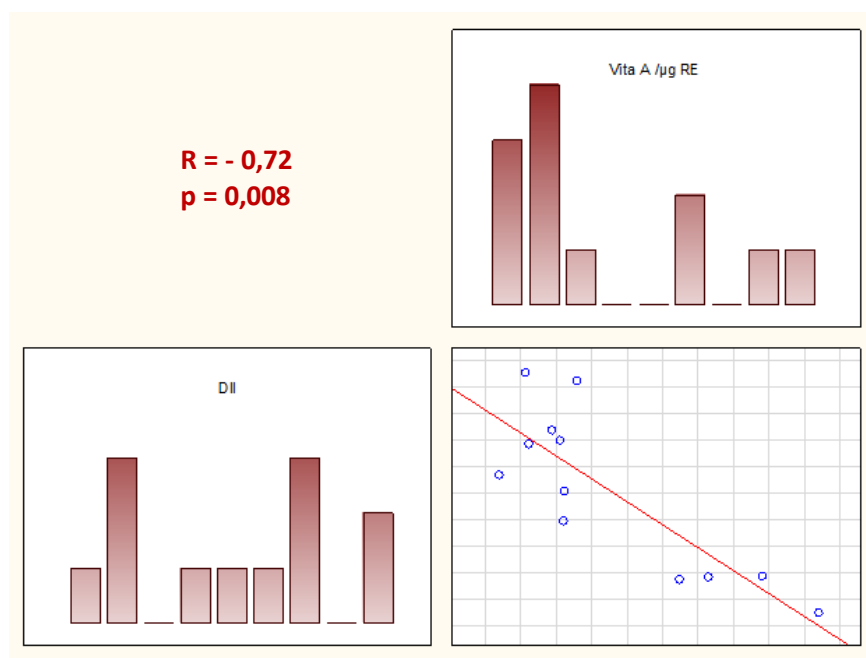 Vita A /µg RE
R = - 0,72
p = 0,008
DII